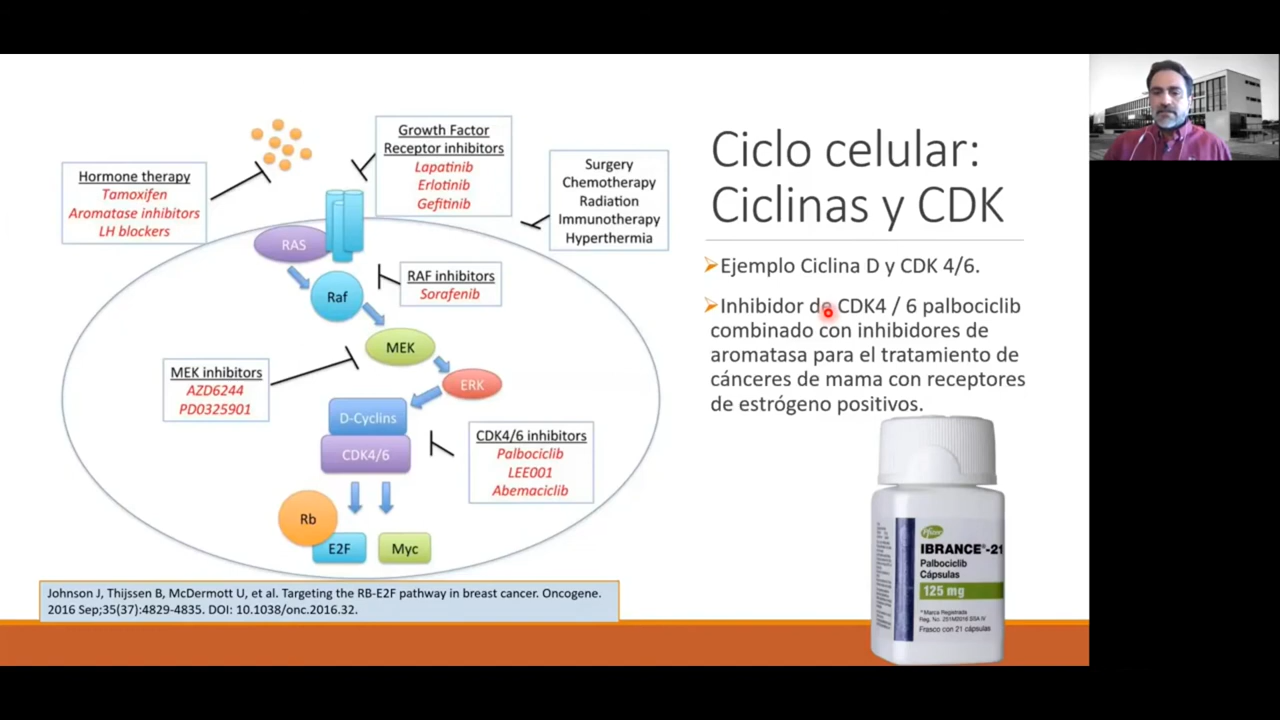 Hormone therapy
Tamoxifen
Aromatase inhibitors
LH blockers
Growth Factor
Receptor inhibitors
Lapatinib
Erlotinib
Gefitinib
Surgery
Chemotherapy
Radiation
Immunotherapy
Hyperthermia
RAS
RAF inhibitors
Sorafenib
Raf
MEK
MEK inhibitors
AZD6244
PD0325901
ERK
D-Cyclins
CDK4/6
CDK4/6 inhibitors
Palbociclib
LEE001
Abemaciclib
Rb
E2F
Myc
Johnson J, Thijssen B, McDermott U, et al. Targeting the RB-E2F pathway in breast cancer. Oncogene.
2016 Sep;35(37):4829-4835. DOI: 10.1038/onc.2016.32.
Ciclo celular:
Ciclinas y CDK
Ejemplo Ciclina D y CDK 4/6.
Inhibidor de CDK4 / 6 palbociclib
combinado con inhibidores de
aromatasa para el tratamiento de
cánceres de mama con receptores
de estrógeno positivos.
Pfizer
IBRANCE®-21
Palbociclib
Cápsulas
125 mg
* Marca Registrada
Frasco con 21 cápsulas